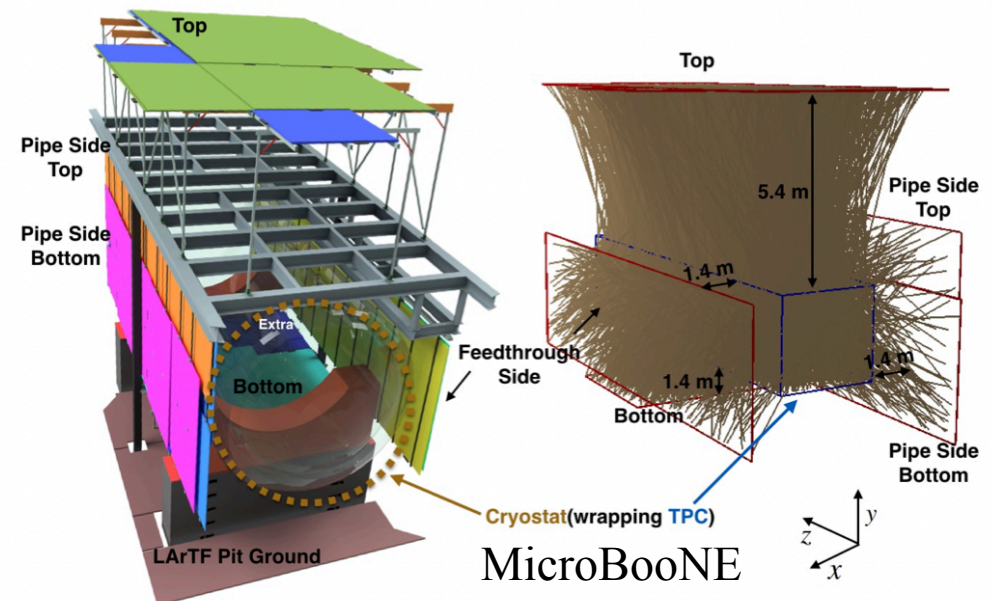 Top
Pipe Side
Top
Pipe Side
Bottom
Extra
Bottom
LArTF Pit Ground
Top
5.4 m
Pipe Side
Top
1.4 m
Feedthrough
Side
1.4 m
1.4 m
Bottom
Pipe Side
Bottom
Cryostat(wrapping TPC)
MicroBooNE
y
z
x